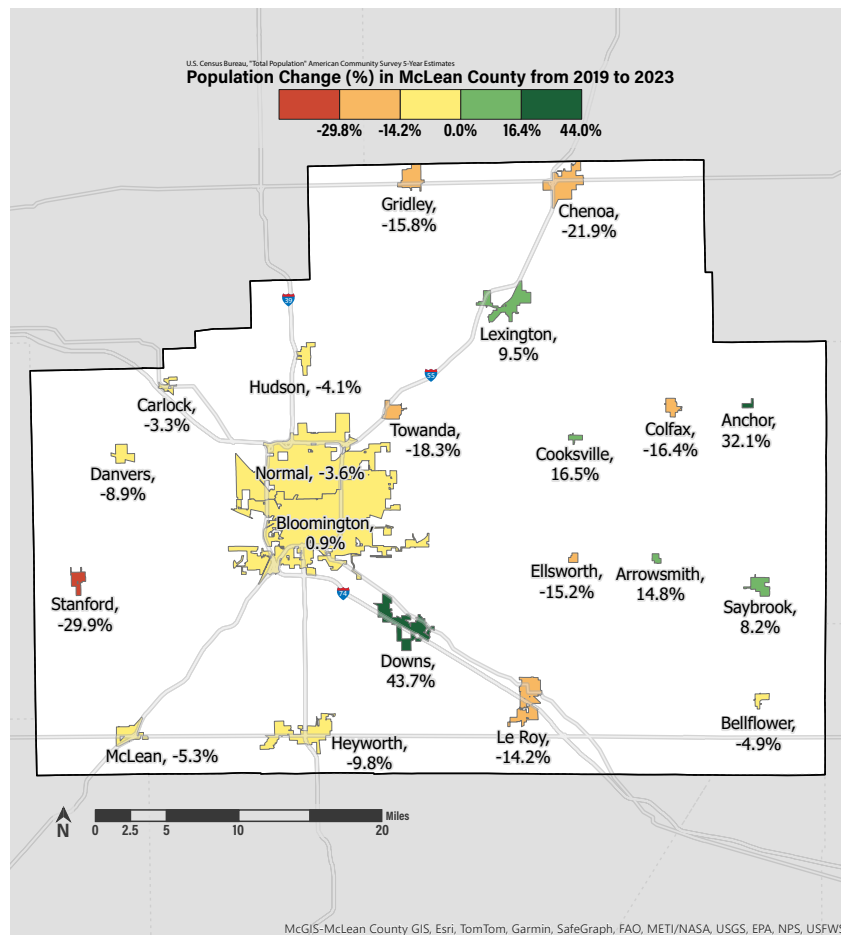 U.S. Census Bureau, "Total Population" American Community Survey 5-Year Estimates
Population Change (%) in McLean County from 2019 to 2023
-29.8% -14.2% 0.0% 16.4% 44.0%
Gridley,
-15.8%
Chenoa,
-21.9%
39
Lexington,
9.5%
55
Hudson, -4.1%
Carlock,
-3.3%
Towanda,
-18.3%
Colfax,
-16.4%
Anchor,
32.1%
Cooksville,
16.5%
Danvers,
-8.9%
Normal, -3.6%
Bloomington,
0.9%
Ellsworth,
-15.2%
Arrowsmith,
14.8%
Saybrook,
8.2%
Stanford,
-29.9%
74
Downs,
43.7%
Bellflower,
-4.9%
Le Roy,
-14.2%
Heyworth,
-9.8%
McLean, -5.3%
N
0 2.5 5 10 20 Miles
McGIS-McLean County GIS, Esri, TomTom, Garmin, SafeGraph, FAO, METI/NASA, USGS, EPA, NPS, USFWS